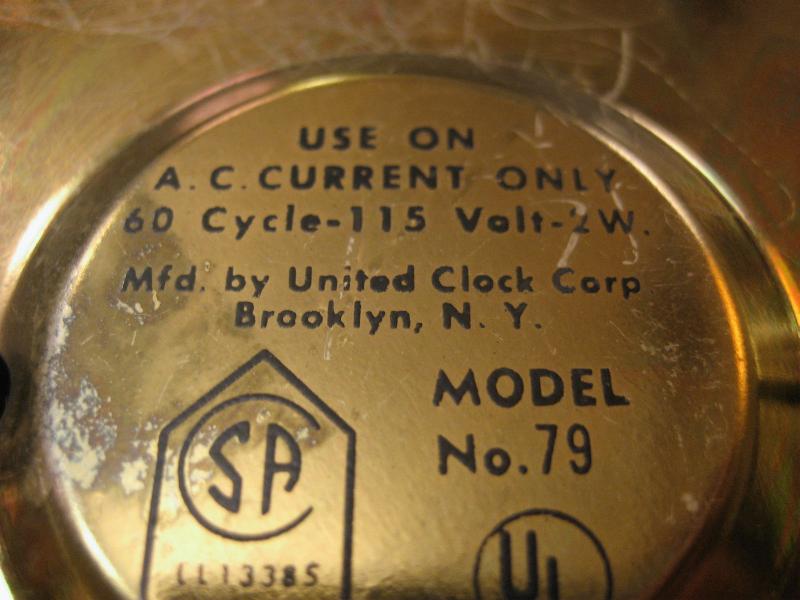 USE ON
A.C. CURRENT ONLY
60 Cycle-115 Volt-2W.
Mfd. by United Clock Corp
Brooklyn, N. Y.
MODEL
No. 79
SA
LL13385
UL